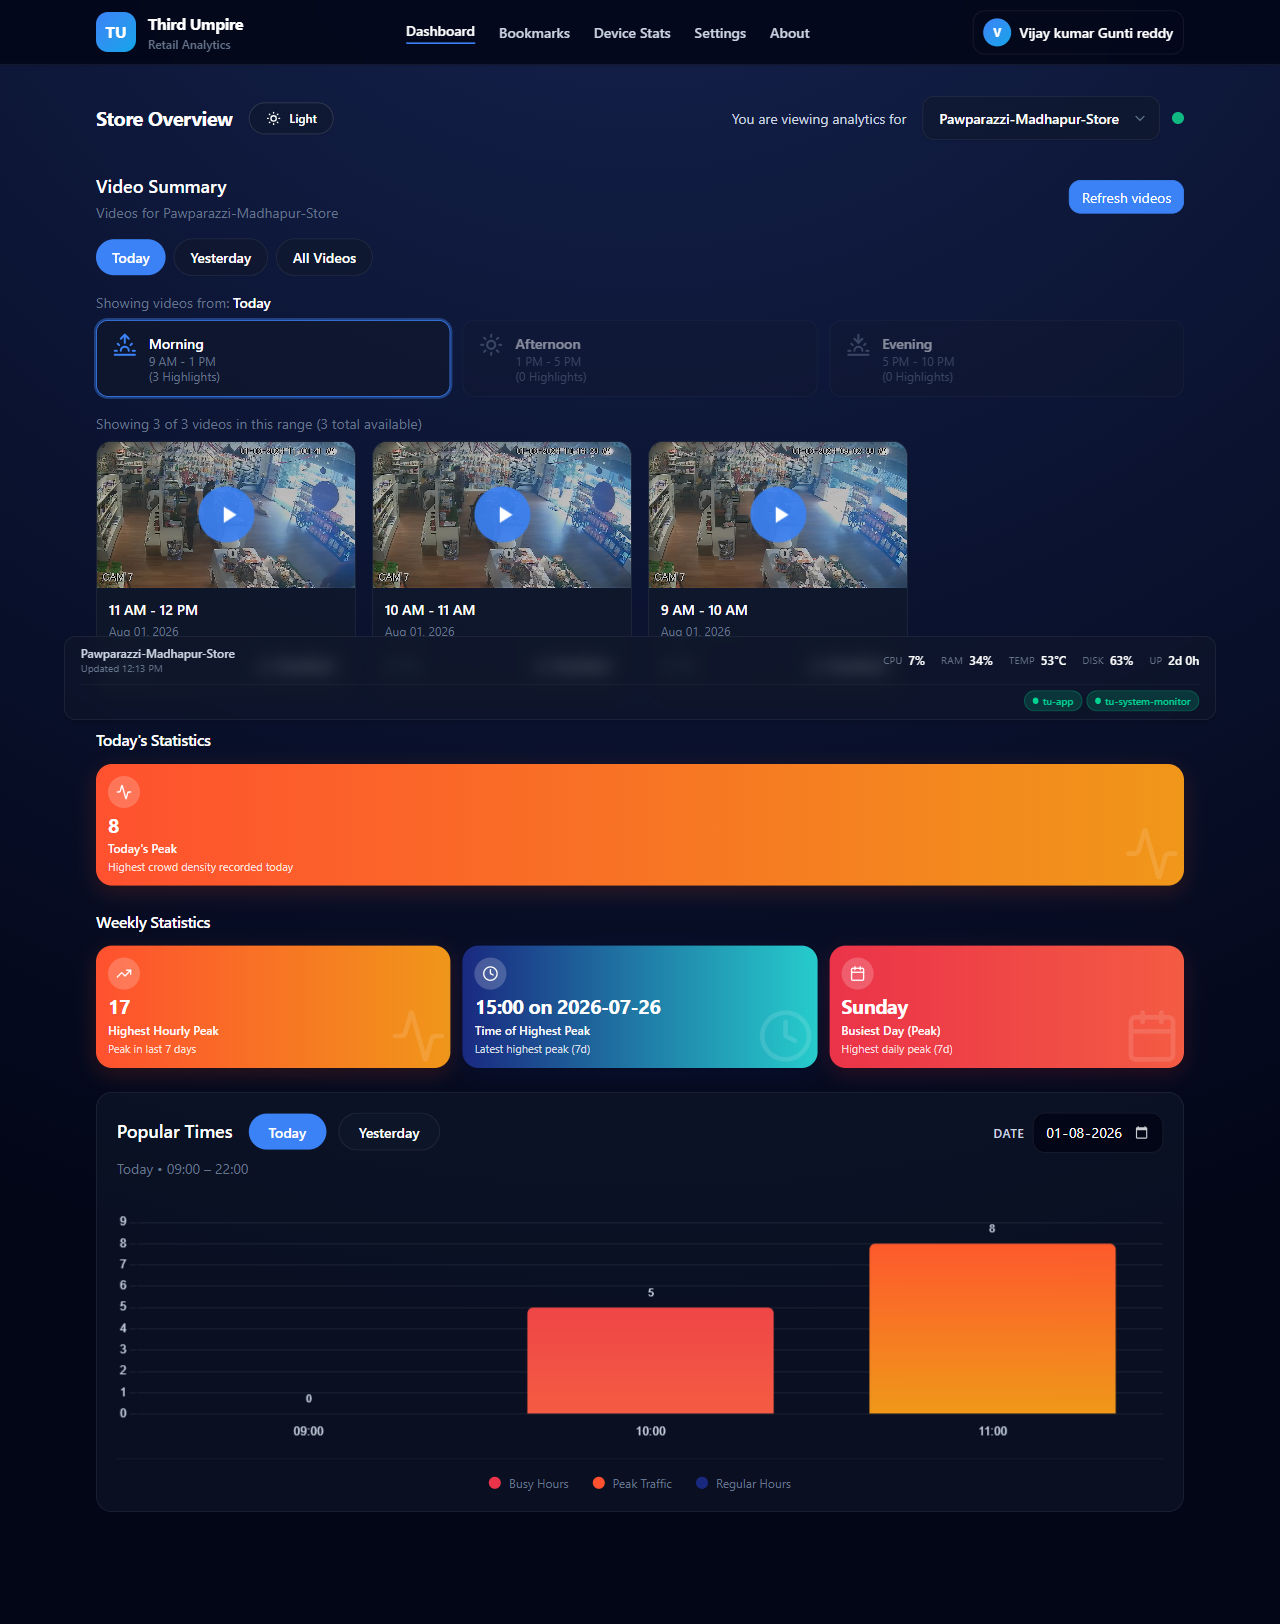 TU
Third Umpire
Retail Analytics
Dashboard
Bookmarks
Device Stats
Settings
About
V
Vijay kumar Gunti reddy
Store Overview
Light
You are viewing analytics for
Pawparazzi-Madhapur-Store
Video Summary
Videos for Pawparazzi-Madhapur-Store
Refresh videos
Today
Yesterday
All Videos
Showing videos from: Today
Morning
9 AM - 1 PM
(3 Highlights)
Afternoon
1 PM - 5 PM
(0 Highlights)
Evening
5 PM - 10 PM
(0 Highlights)
Showing 3 of 3 videos in this range (3 total available)
CAM 7
CAM 7
CAM 7
11 AM - 12 PM
Aug 01, 2026
10 AM - 11 AM
Aug 01, 2026
9 AM - 10 AM
Aug 01, 2026
Pawparazzi-Madhapur-Store
Updated 12:13 PM
CPU 7%
RAM 34%
TEMP 53°C
DISK 63%
UP 2d 0h
tu-app
tu-system-monitor
Today's Statistics
8
Today's Peak
Highest crowd density recorded today
Weekly Statistics
17
Highest Hourly Peak
Peak in last 7 days
15:00 on 2026-07-26
Time of Highest Peak
Latest highest peak (7d)
Sunday
Busiest Day (Peak)
Highest daily peak (7d)
Popular Times
Today
Yesterday
DATE
01-08-2026
Today • 09:00 – 22:00
9
8
7
6
5
4
3
2
1
0
0
5
8
09:00
10:00
11:00
Busy Hours
Peak Traffic
Regular Hours